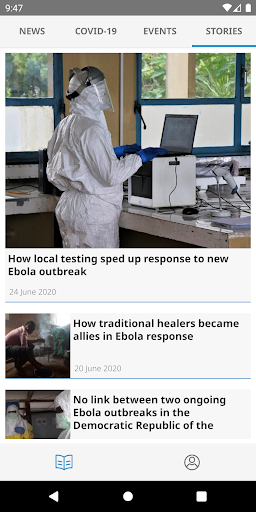 9:47
NEWS COVID-19 EVENTS STORIES
How local testing sped up response to new
Ebola outbreak
24 June 2020
How traditional healers became
allies in Ebola response
20 June 2020
No link between two ongoing
Ebola outbreaks in the
Democratic Republic of the